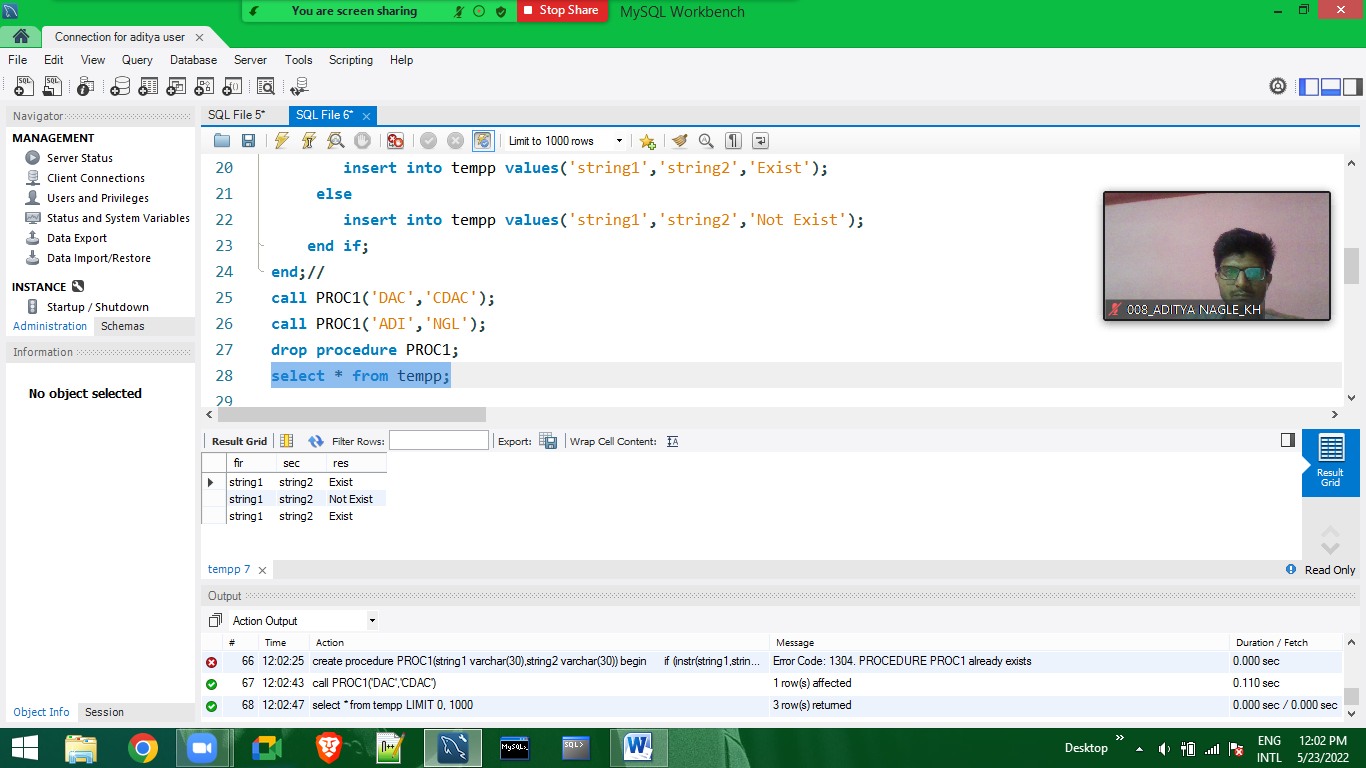 You are screen sharing
Stop Share
MySQL Workbench
Connection for aditya user
File Edit View Query Database Server Tools Scripting Help
Navigator
MANAGEMENT
Server Status
Client Connections
Users and Privileges
Status and System Variables
Data Export
Data Import/Restore
INSTANCE
Startup / Shutdown
Administration Schemas
Information
No object selected
Object Info Session
SQL File 5* SQL File 6*
Limit to 1000 rows
20 insert into tempp values('string1','string2','Exist');
21 else
22 insert into tempp values('string1','string2','Not Exist');
23 end if;
24 end;//
25 call PROC1('DAC','CDAC');
26 call PROC1('ADI','NGL');
27 drop procedure PROC1;
28 select * from tempp;
29
008_ADITYA NAGLE_KH
Result Grid Filter Rows: Export: Wrap Cell Content:
fir sec res
string1 string2 Exist
string1 string2 Not Exist
string1 string2 Exist
Result
Grid
tempp 7
Read Only
Output
Action Output
# Time Action Message Duration / Fetch
66 12:02:25 create procedure PROC1(string1 varchar(30),string2 varchar(30)) begin if (instr(string1,strin... Error Code: 1304. PROCEDURE PROC1 already exists 0.000 sec
67 12:02:43 call PROC1('DAC','CDAC') 1 row(s) affected 0.110 sec
68 12:02:47 select * from tempp LIMIT 0, 1000 3 row(s) returned 0.000 sec / 0.000 sec
Desktop
ENG
INTL
12:02 PM
5/23/2022